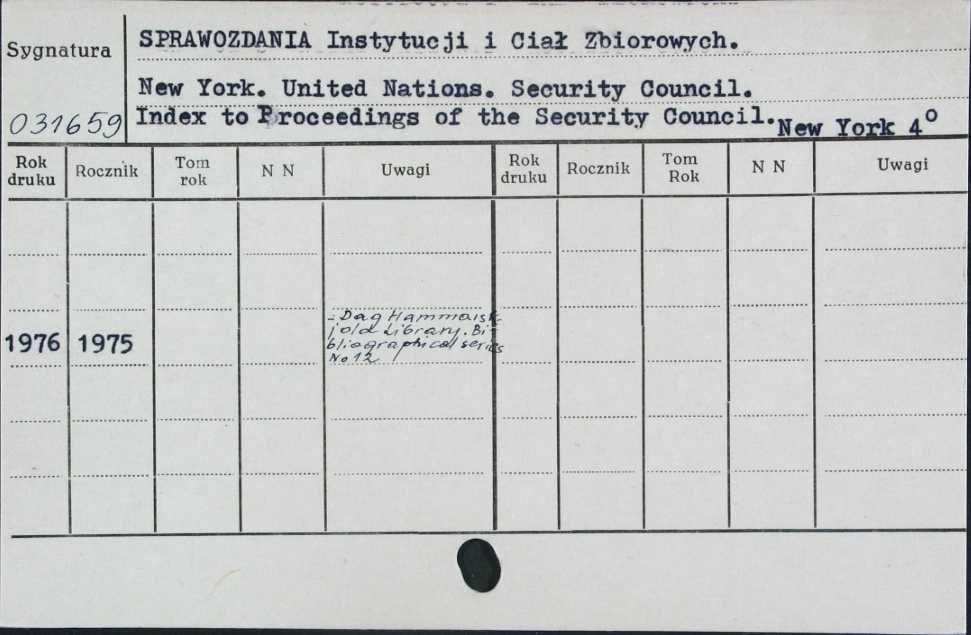 Sygnatura
SPRAWOZDANIA Instytucji i Ciał Zbiorowych.
New York. United Nations. Security Council.
031659
Index to Proceedings of the Security Council.
New York 4°
Rok druku
Rocznik
Tom rok
N N
Uwagi
Rok druku
Rocznik
Tom Rok
N N
Uwagi
1976 1975
- Dag Hammarsk
jold Library. Bi-
bliographical series
No 12